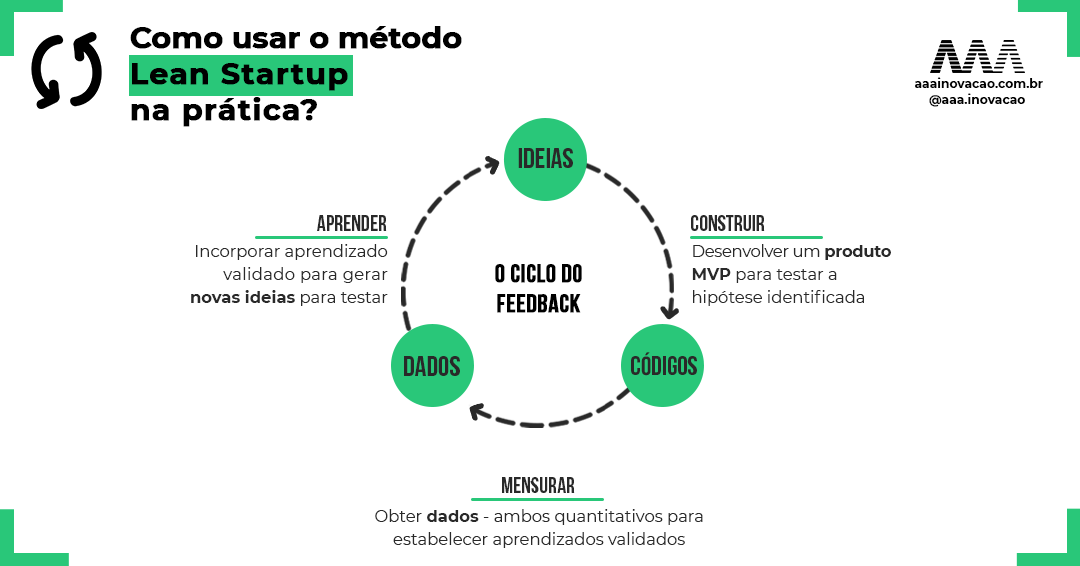 Como usar o método
Lean Startup
na prática?
AAA
aaainovacao.com.br
@aaa.inovacao
IDEIAS
APRENDER
Incorporar aprendizado
validado para gerar
novas ideias para testar
CONSTRUIR
Desenvolver um produto
MVP para testar a
hipótese identificada
O CICLO DO
FEEDBACK
DADOS
CÓDIGOS
MENSURAR
Obter dados - ambos quantitativos para
estabelecer aprendizados validados